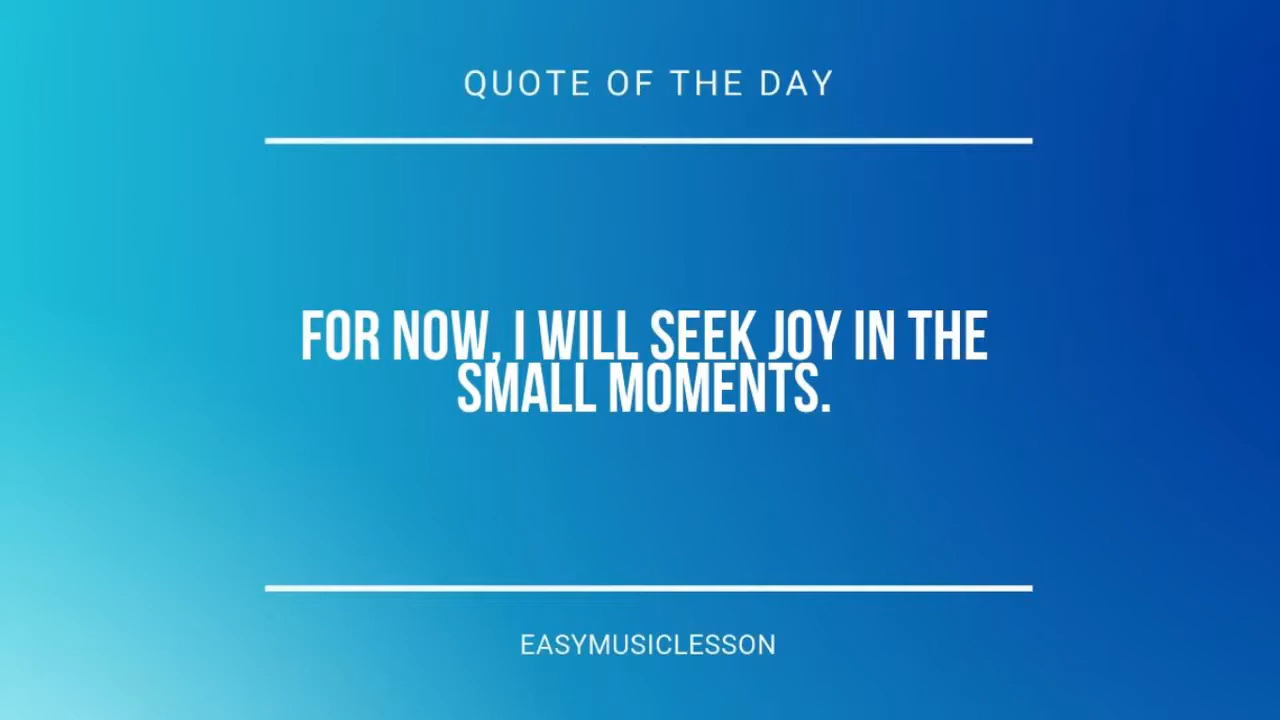 QUOTE OF THE DAY
FOR NOW, I WILL SEEK JOY IN THE
SMALL MOMENTS.
EASYMUSICLESSON